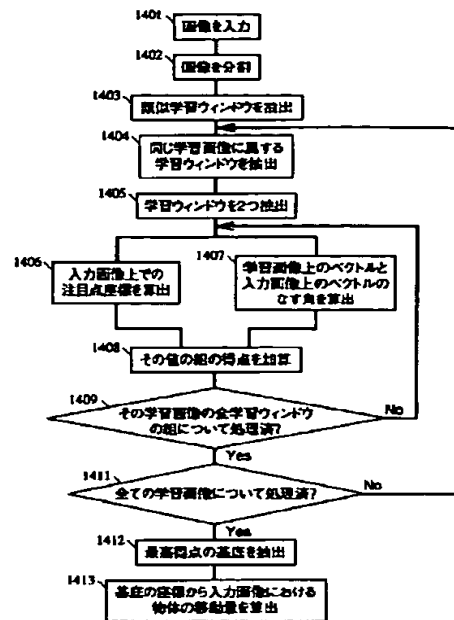 1401
画像を入力
1402
画像を分割
1403
類似学習ウィンドウを抽出
1404
同じ学習画像に属する
学習ウィンドウを抽出
1405
学習ウィンドウを2つ抽出
1406
入力画像上での
注目点座標を算出
1407
学習画像上のベクトルと
入力画像上のベクトルの
なす角を算出
1408
その値の組の得点を加算
1409
その学習画像の全学習ウィンドウ
の組について処理済?
No
Yes
1411
全ての学習画像について処理済?
No
Yes
1412
最高得点の基底を抽出
1413
基底の座標から入力画像における
物体の移動量を算出